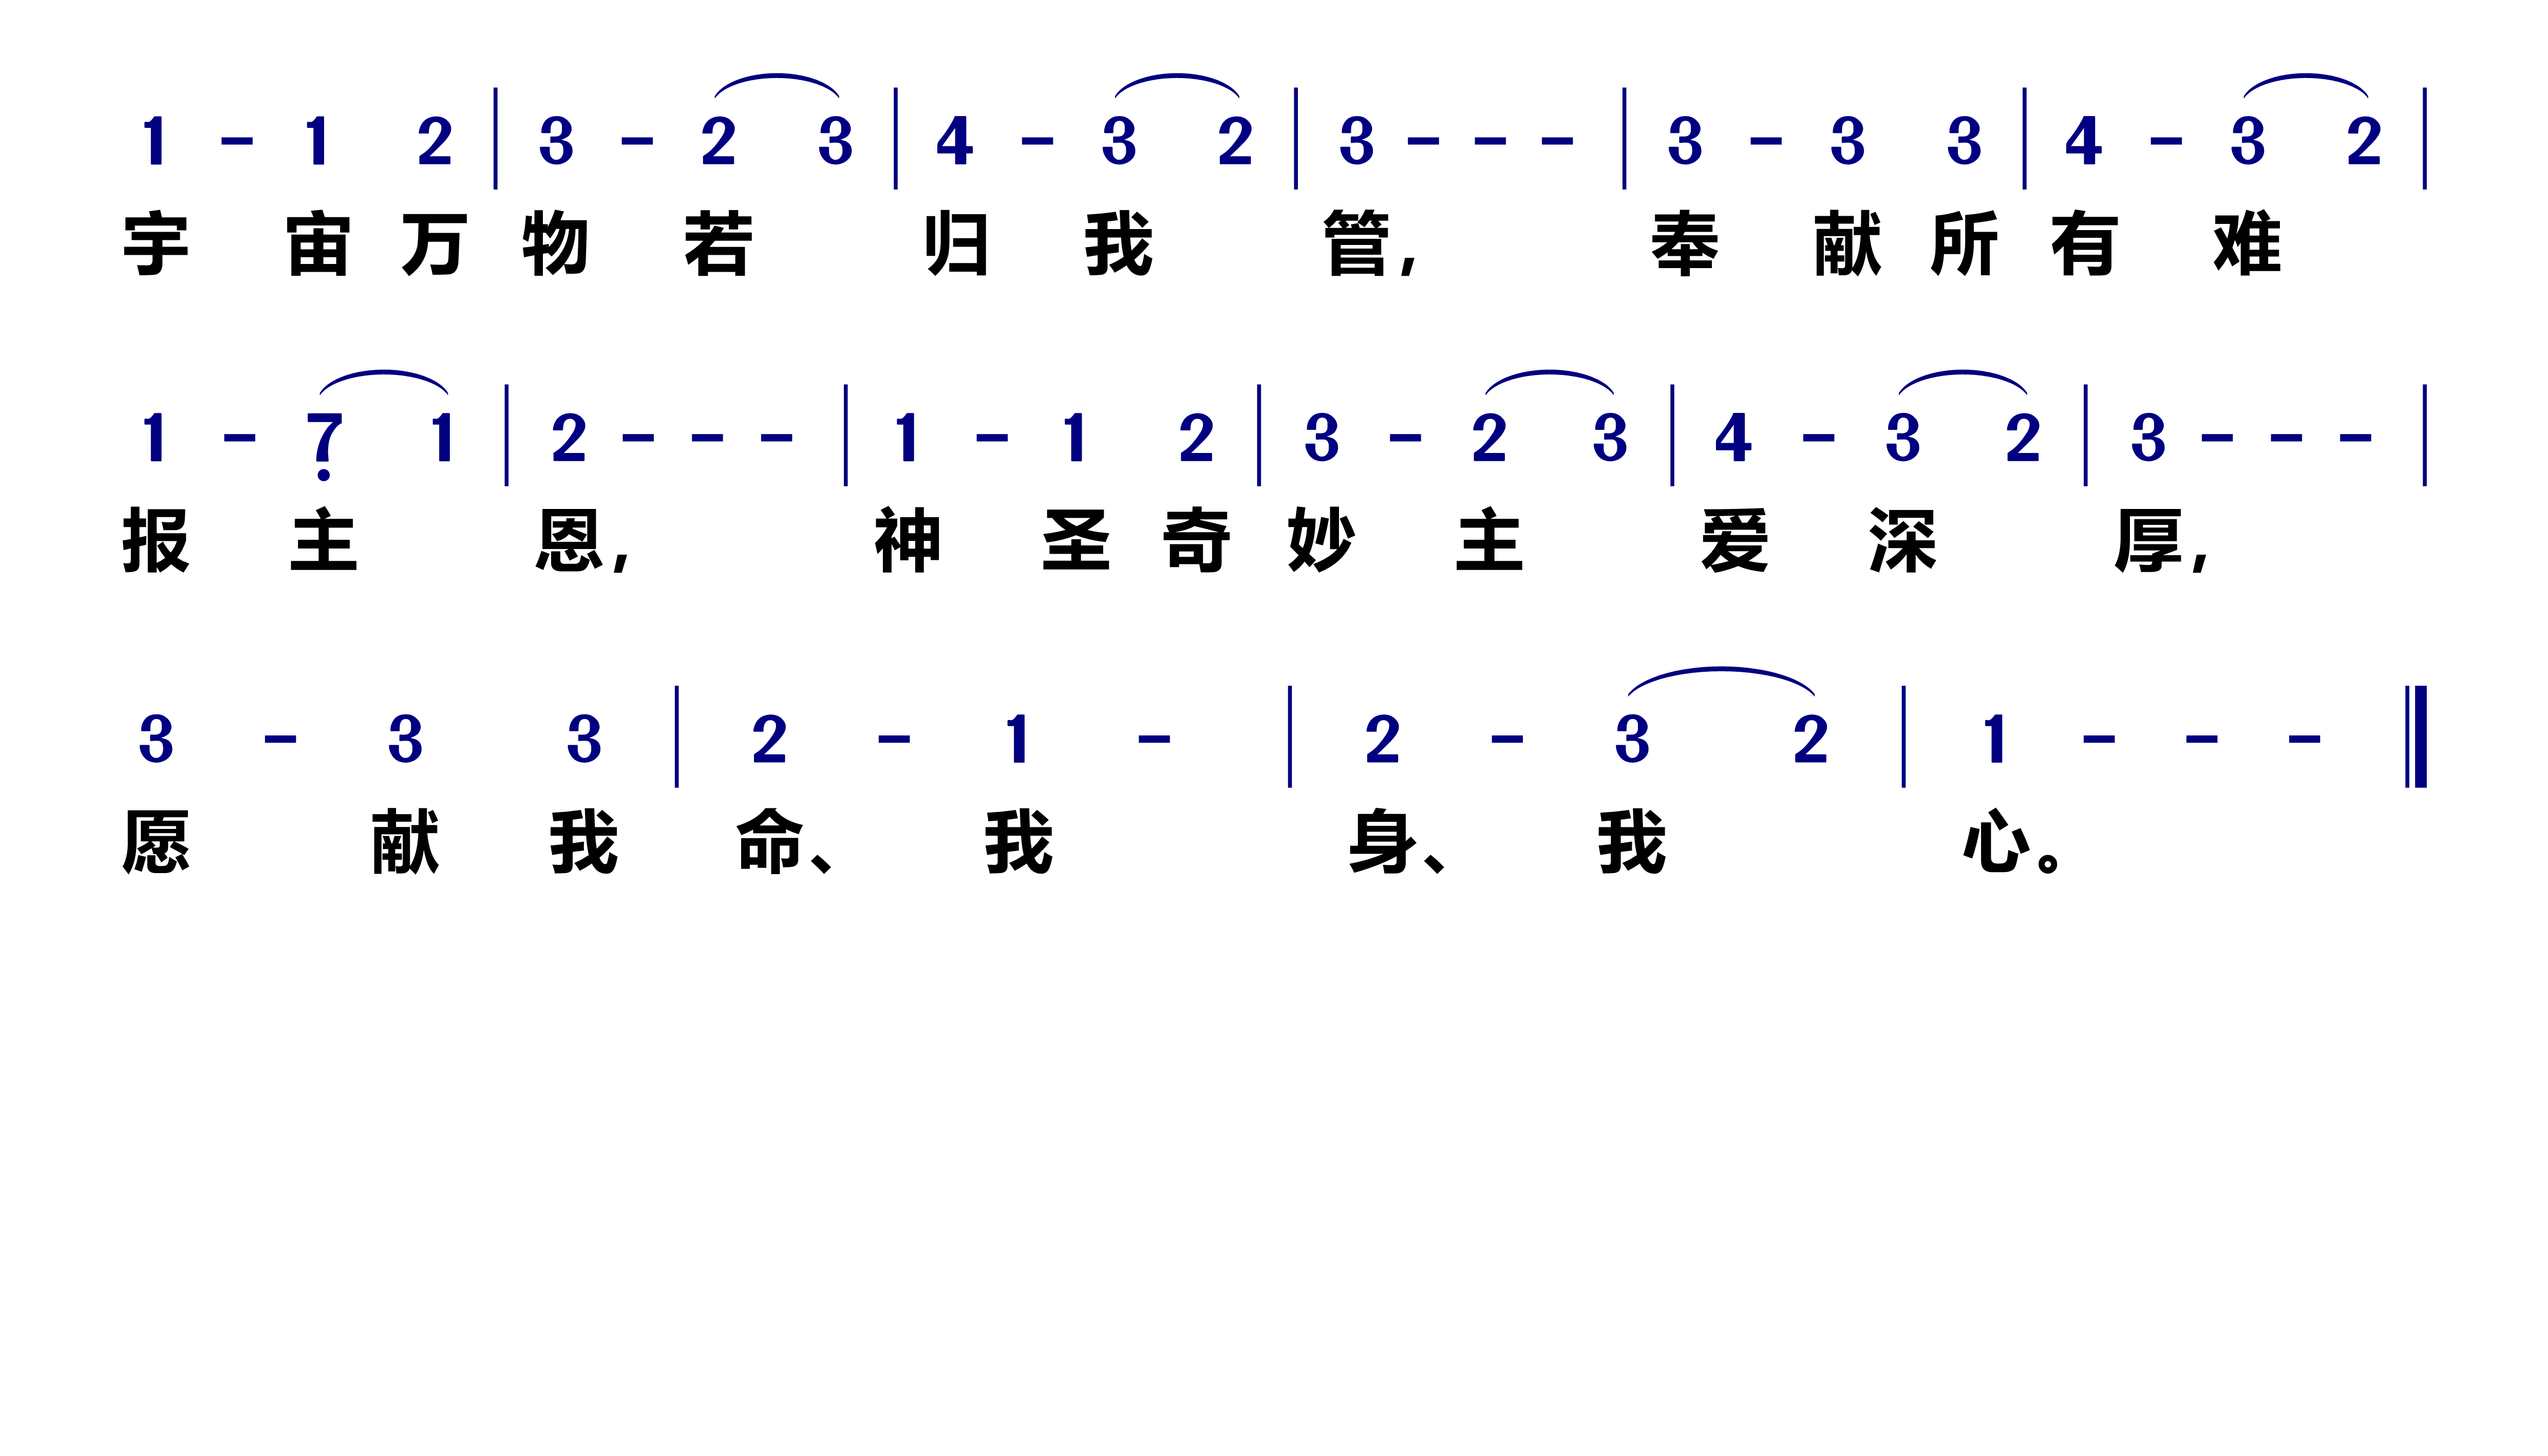 1 - 1 2 | 3 - 2 3 | 4 - 3 2 | 3 - - - | 3 - 3 3 | 4 - 3 2 |
宇 宙 万 物 若 归 我 管, 奉 献 所 有 难
1 - 7̣ 1 | 2 - - - | 1 - 1 2 | 3 - 2 3 | 4 - 3 2 | 3 - - - |
报 主 恩, 神 圣 奇 妙 主 爱 深 厚,
3 - 3 3 | 2 - 1 - | 2 - 3 2 | 1 - - - ‖
愿 献 我 命、 我 身、 我 心。